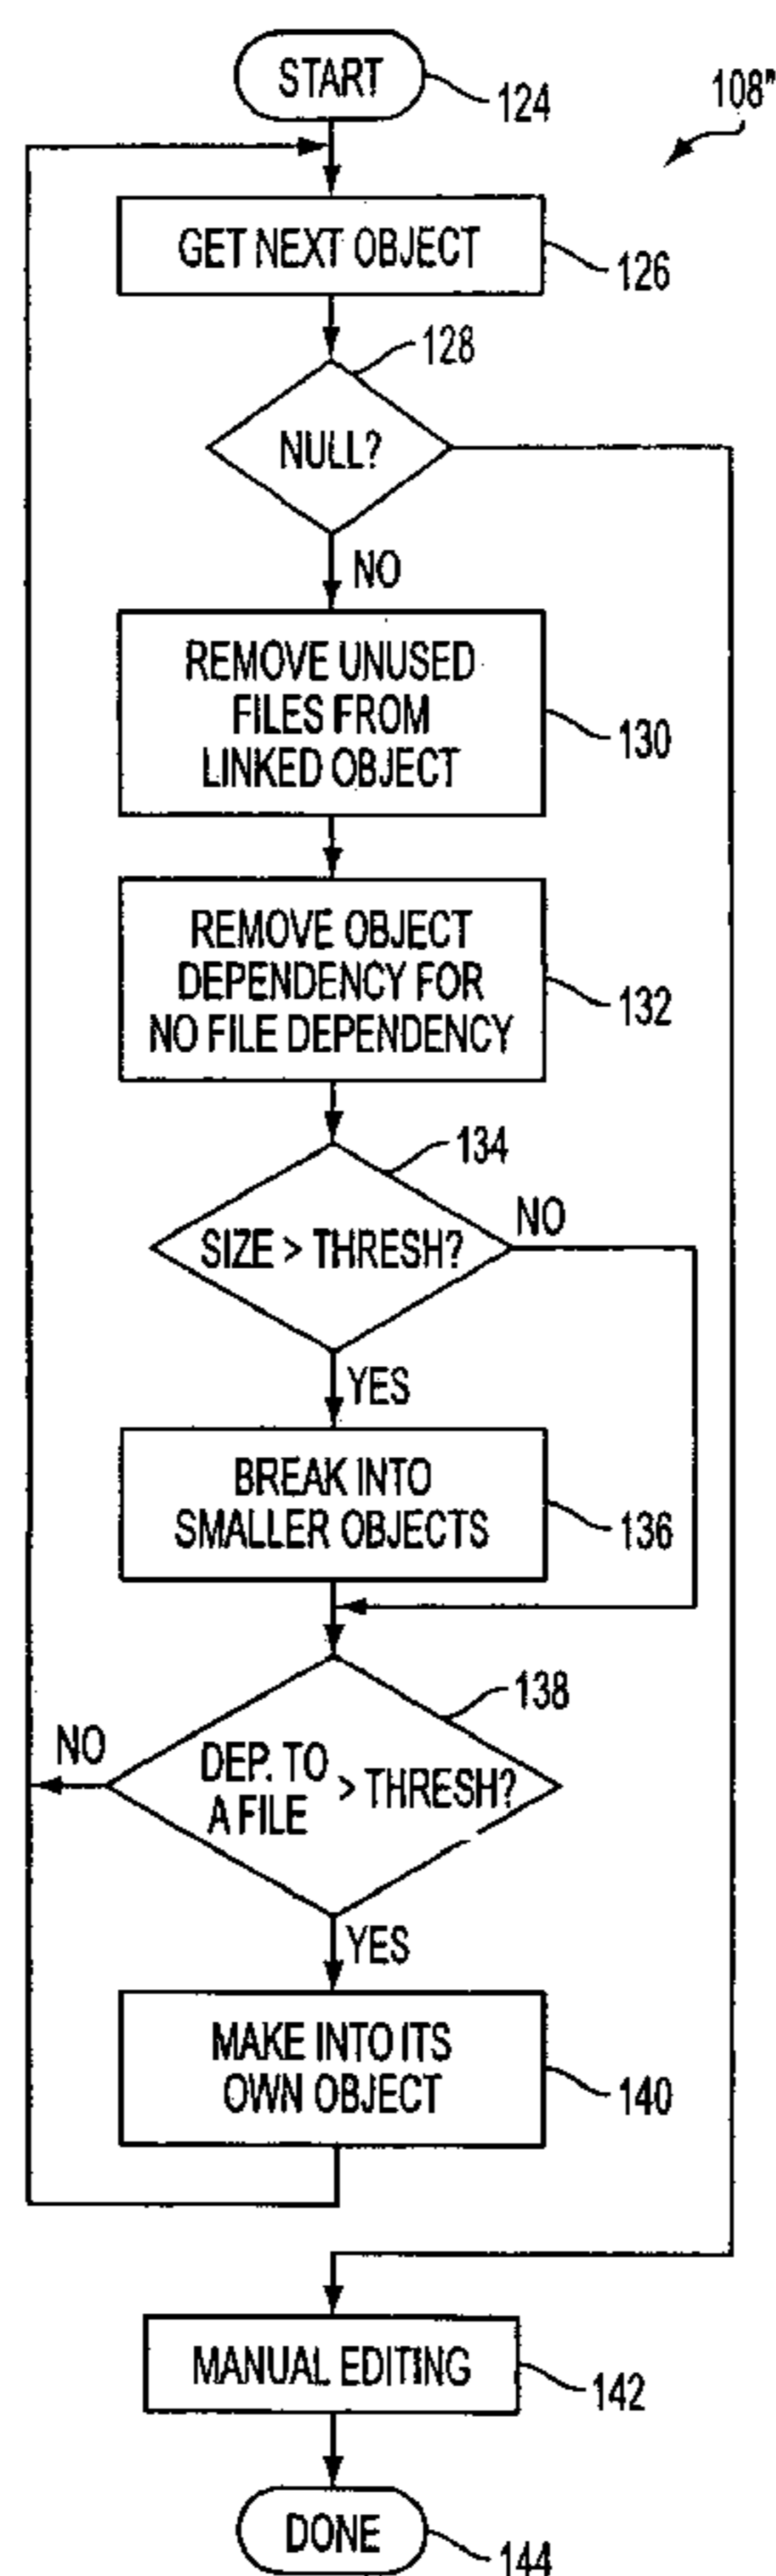 START
124
108"
GET NEXT OBJECT
126
128
NULL?
NO
REMOVE UNUSED
FILES FROM
LINKED OBJECT
130
REMOVE OBJECT
DEPENDENCY FOR
NO FILE DEPENDENCY
132
134
SIZE > THRESH?
NO
YES
BREAK INTO
SMALLER OBJECTS
136
138
NO
DEP. TO
A FILE
> THRESH?
YES
MAKE INTO ITS
OWN OBJECT
140
MANUAL EDITING
142
DONE
144